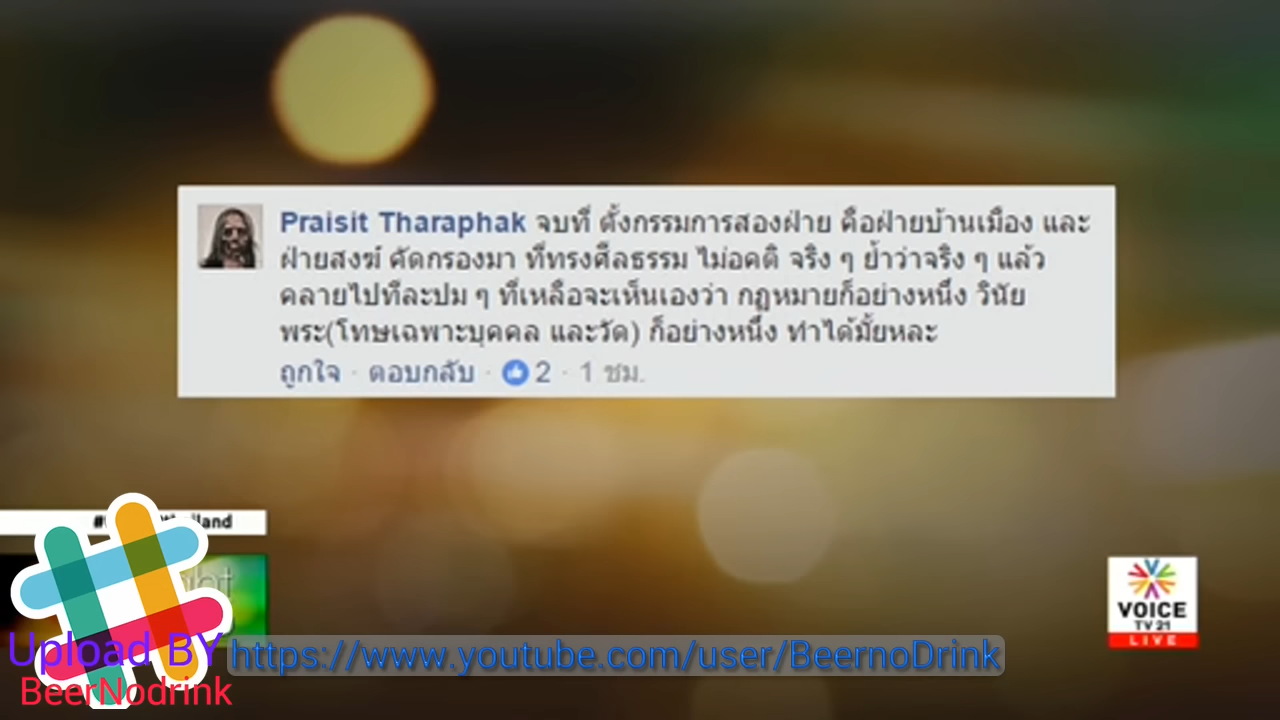 Praisit Tharaphak จบที่ ตั้งกรรมการสองฝ่าย คือฝ่ายบ้านเมือง และ
ฝ่ายสงฆ์ คัดกรองมา ที่ทรงศีลธรรม ไม่อคติ จริง ๆ ย้ำว่าจริง ๆ แล้ว
คลายไปทีละปม ๆ ที่เหลือจะเห็นเองว่า กฏหมายก็อย่างหนึ่ง วินัย
พระ(โทษเฉพาะบุคคล และวัด) ก็อย่างหนึ่ง ทำได้มั้ยหละ
ถูกใจ · ตอบกลับ · 2 · 1 ชม.
VOICE
TV 21
LIVE
Upload BY https://www.youtube.com/user/BeernoDrink
BeerNodrink